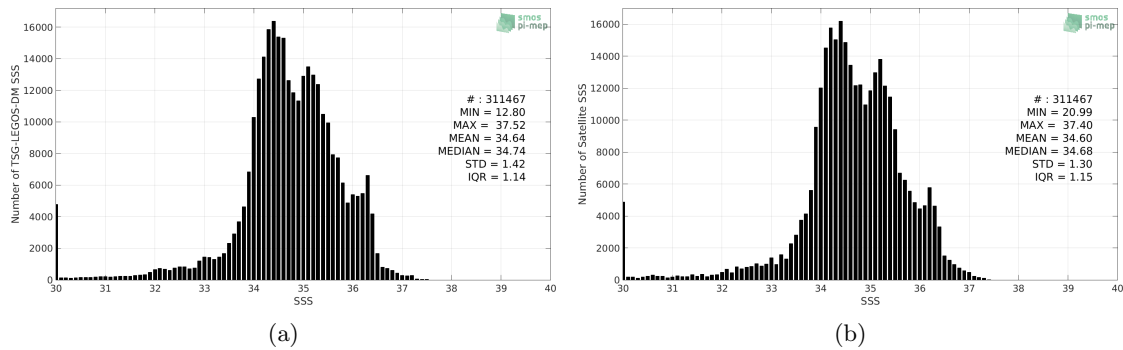 smos
pi-mep
16000
14000
12000
10000
8000
6000
4000
2000
0
Number of TSG-LEGOS-DM SSS
# : 311467
MIN = 12.80
MAX = 37.52
MEAN = 34.64
MEDIAN = 34.74
STD = 1.42
IQR = 1.14
30 31 32 33 34 35 36 37 38 39 40
SSS
(a)
smos
pi-mep
16000
14000
12000
10000
8000
6000
4000
2000
0
Number of Satellite SSS
# : 311467
MIN = 20.99
MAX = 37.40
MEAN = 34.60
MEDIAN = 34.68
STD = 1.30
IQR = 1.15
30 31 32 33 34 35 36 37 38 39 40
SSS
(b)